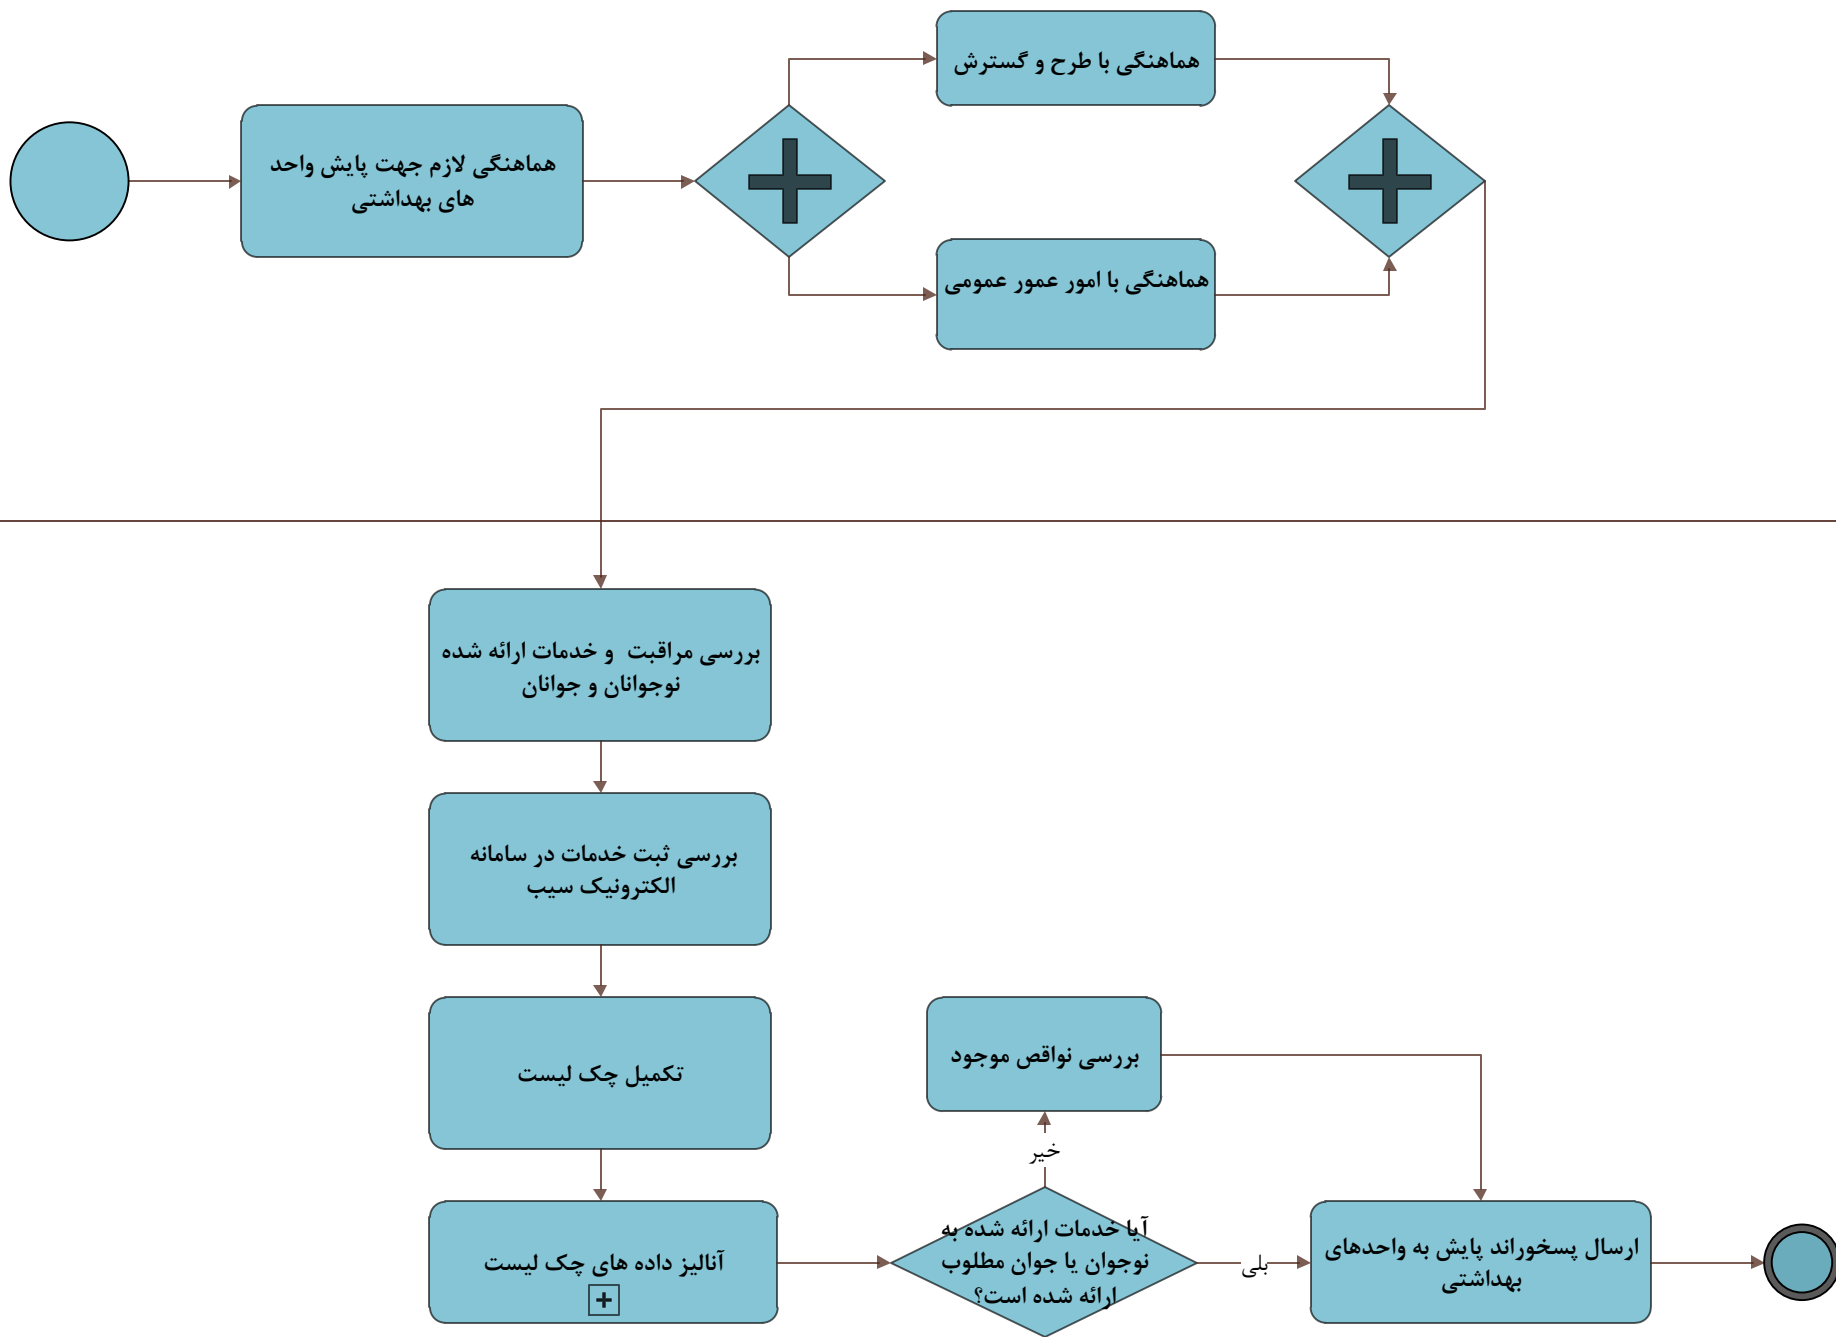 هماهنگی با طرح و گسترش
هماهنگی لازم جهت پایش واحد
های بهداشتی
هماهنگی با امور عمور عمومی
بررسی مراقبت و خدمات ارائه شده
نوجوانان و جوانان
بررسی ثبت خدمات در سامانه
الکترونیک سیب
تکمیل چک لیست
بررسی نواقص موجود
خیر
آنالیز داده های چک لیست
آیا خدمات ارائه شده به
نوجوان یا جوان مطلوب
ارائه شده است؟
بلی
ارسال پسخوراند پایش به واحدهای
بهداشتی